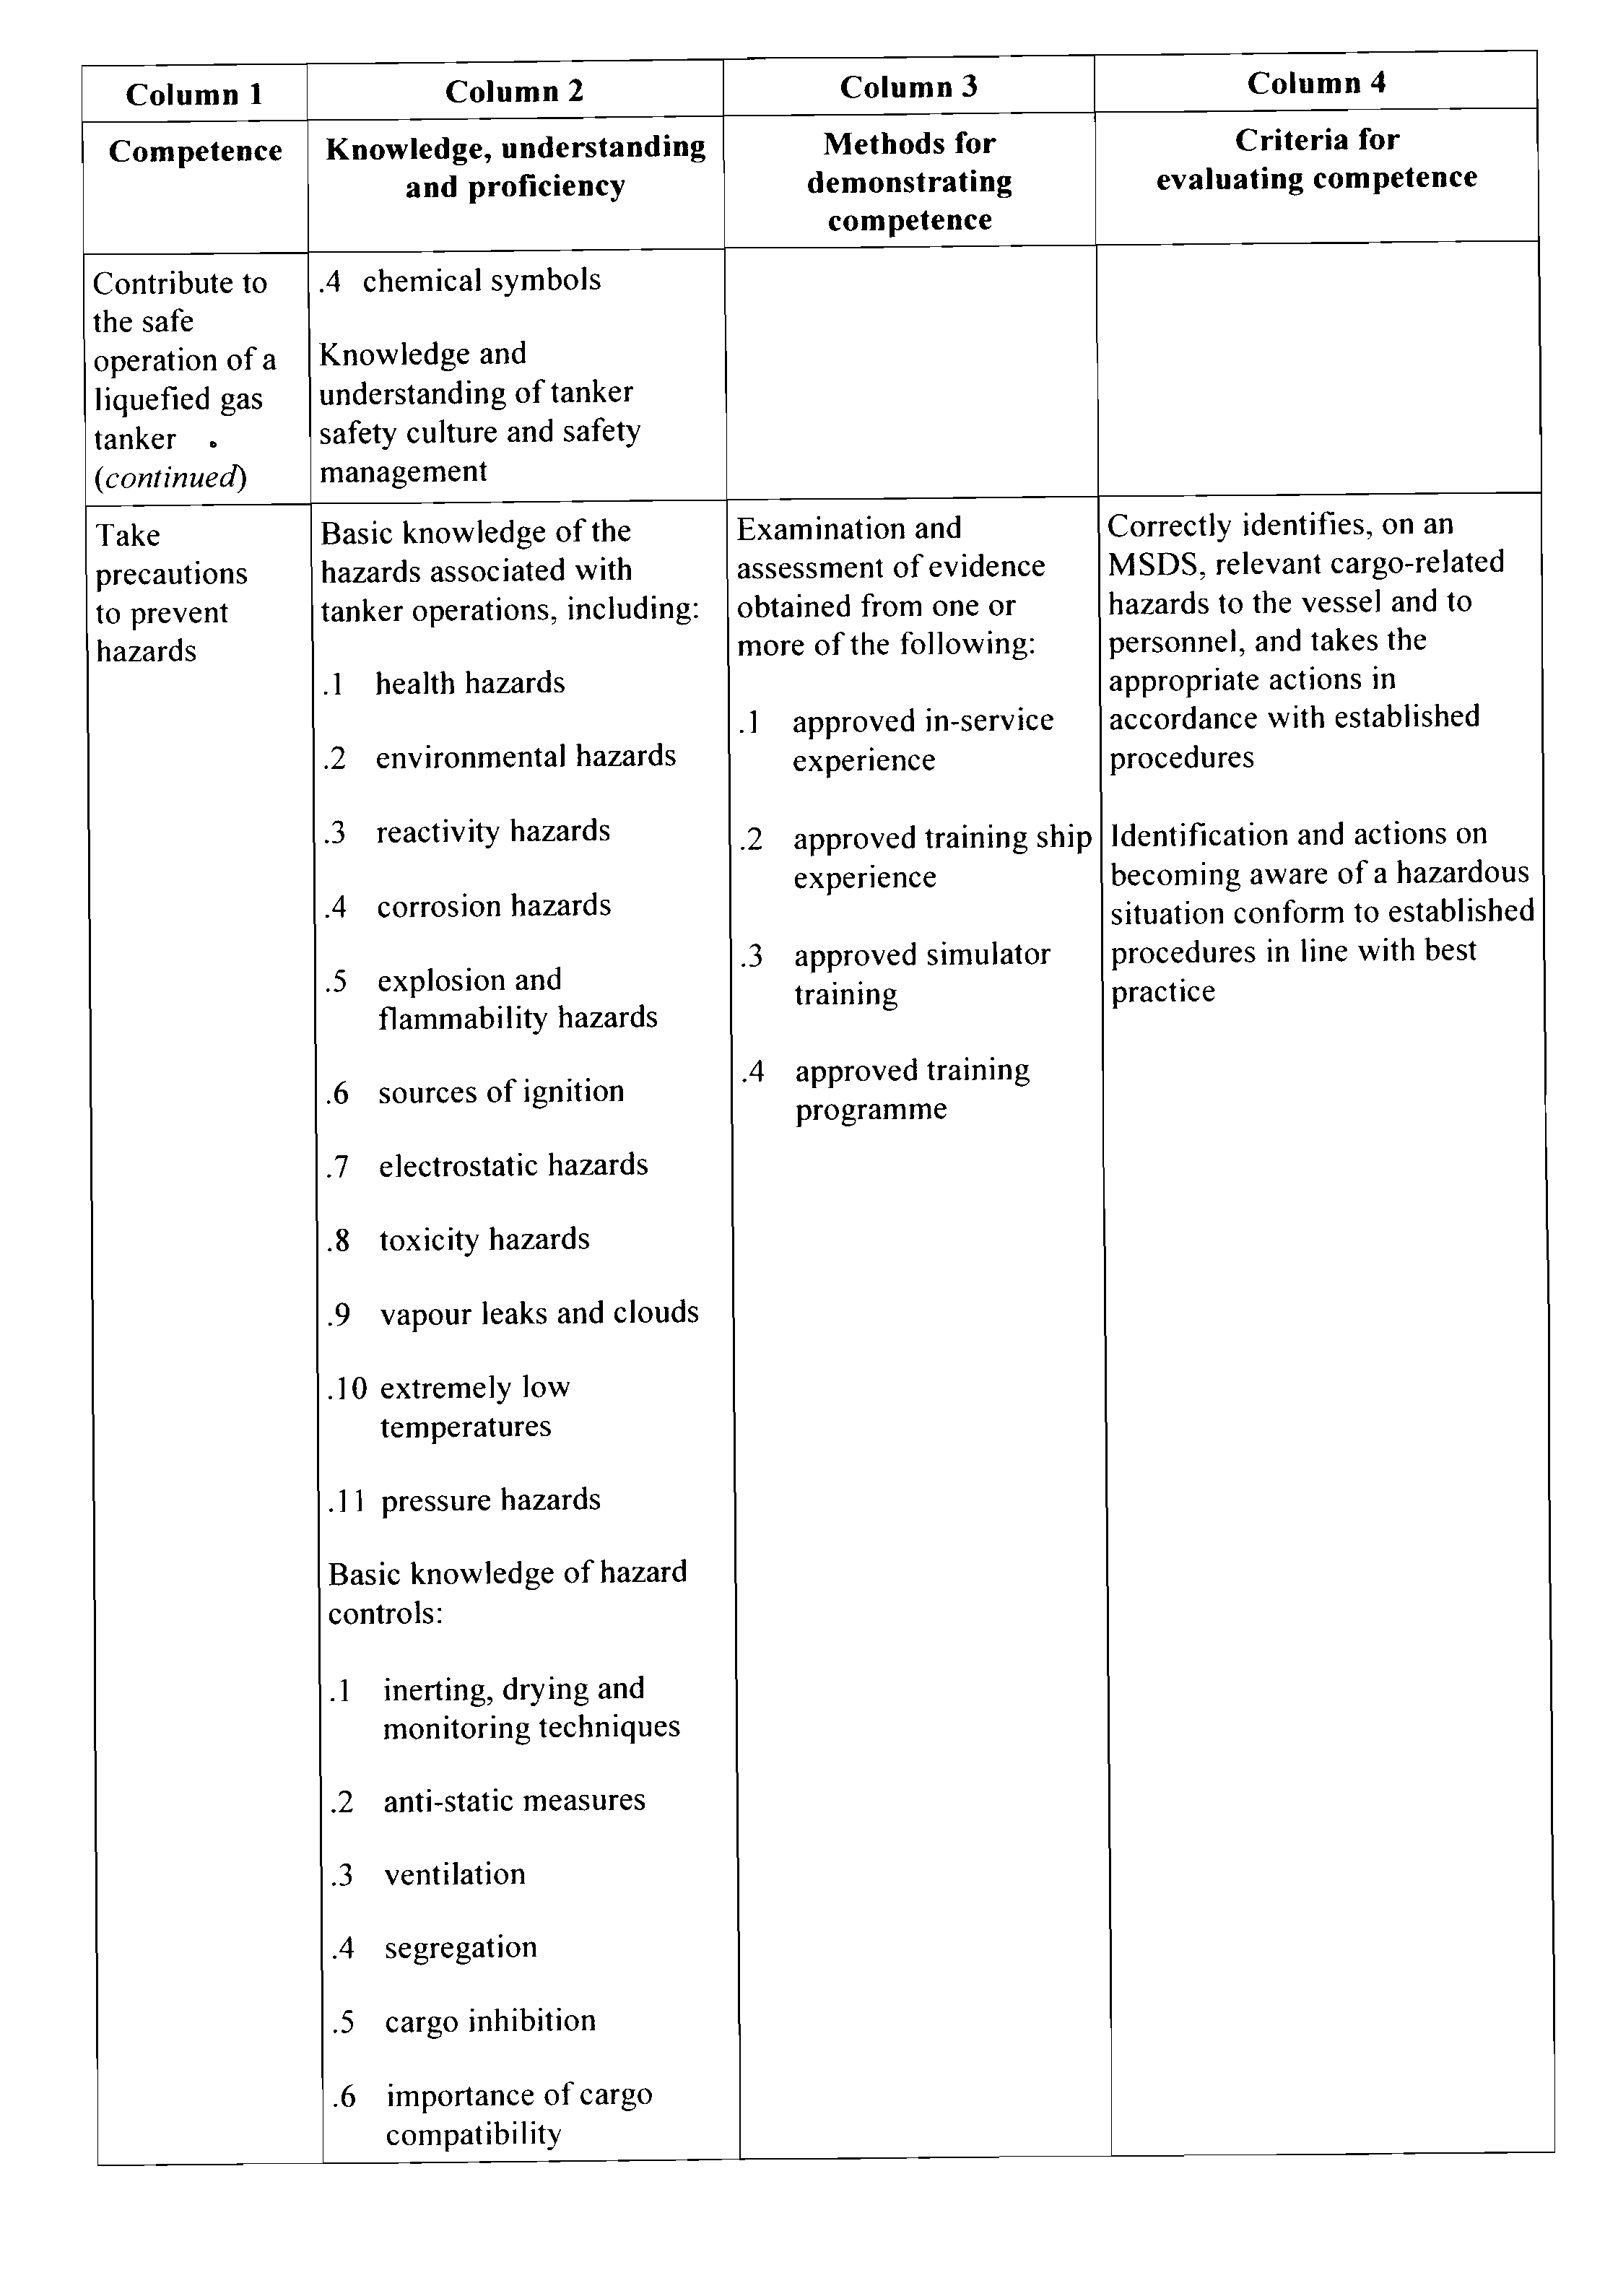 Column 1
Column 2
Column 3
Column 4
Competence
Knowledge, understanding
and proficiency
Methods for
demonstrating
competence
Criteria for
evaluating competence
Contribute to
the safe
operation of a
liquefied gas
tanker
(continued)
.4 chemical symbols
Knowledge and
understanding of tanker
safety culture and safety
management
Take
precautions
to prevent
hazards
Basic knowledge of the
hazards associated with
tanker operations, including:
.1 health hazards
.2 environmental hazards
.3 reactivity hazards
.4 corrosion hazards
.5 explosion and
flammability hazards
.6 sources of ignition
.7 electrostatic hazards
.8 toxicity hazards
.9 vapour leaks and clouds
.10 extremely low
temperatures
.11 pressure hazards
Basic knowledge of hazard
controls:
.1 inerting, drying and
monitoring techniques
.2 anti-static measures
.3 ventilation
.4 segregation
.5 cargo inhibition
.6 importance of cargo
compatibility
Examination and
assessment of evidence
obtained from one or
more of the following:
.1 approved in-service
experience
.2 approved training ship
experience
.3 approved simulator
training
.4 approved training
programme
Correctly identifies, on an
MSDS, relevant cargo-related
hazards to the vessel and to
personnel, and takes the
appropriate actions in
accordance with established
procedures
Identification and actions on
becoming aware of a hazardous
situation conform to established
procedures in line with best
practice